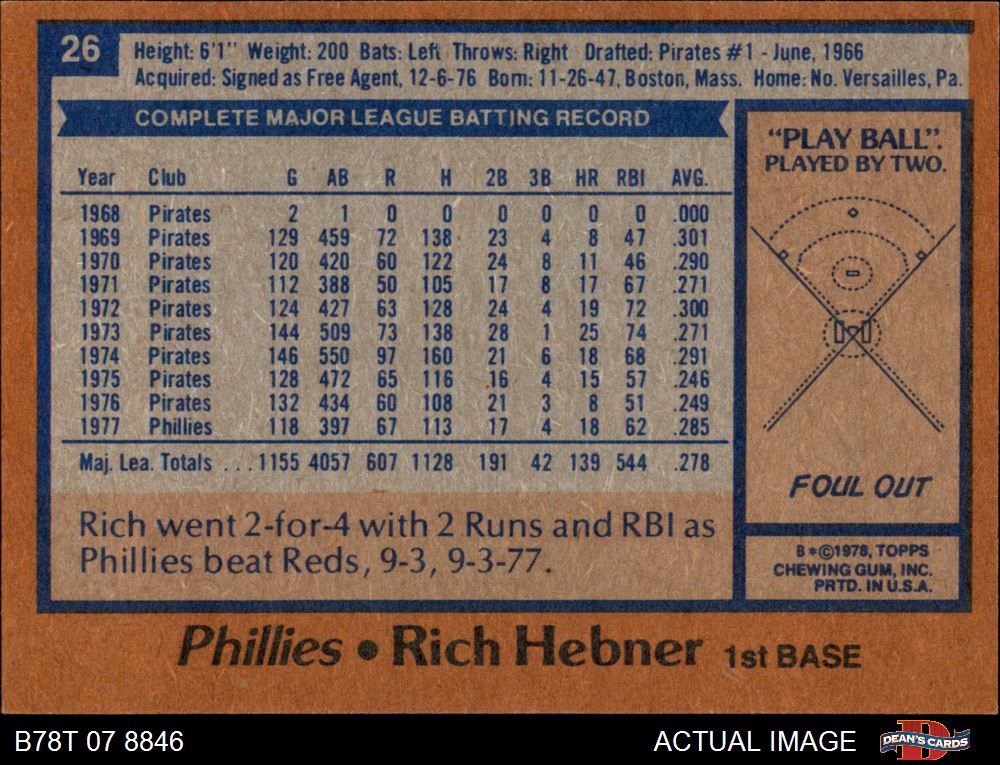 26
Height: 6'1" Weight: 200 Bats: Left Throws: Right Drafted: Pirates #1 - June, 1966
Acquired: Signed as Free Agent, 12-6-76 Born: 11-26-47, Boston, Mass. Home: No. Versailles, Pa.
COMPLETE MAJOR LEAGUE BATTING RECORD
Year Club G AB R H 2B 3B HR RBI AVG.
1968 Pirates 2 1 0 0 0 0 0 0 .000
1969 Pirates 129 459 72 138 23 4 8 47 .301
1970 Pirates 120 420 60 122 24 8 11 46 .290
1971 Pirates 112 388 50 105 17 8 17 67 .271
1972 Pirates 124 427 63 128 24 4 19 72 .300
1973 Pirates 144 509 73 138 28 1 25 74 .271
1974 Pirates 146 550 97 160 21 6 18 68 .291
1975 Pirates 128 472 65 116 16 4 15 57 .246
1976 Pirates 132 434 60 108 21 3 8 51 .249
1977 Phillies 118 397 67 113 17 4 18 62 .285
Maj. Lea. Totals ... 1155 4057 607 1128 191 42 139 544 .278
Rich went 2-for-4 with 2 Runs and RBI as
Phillies beat Reds, 9-3, 9-3-77.
"PLAY BALL".
PLAYED BY TWO.
FOUL OUT
B*©1978, TOPPS
CHEWING GUM, INC.
PRTD. IN U.S.A.
Phillies • Rich Hebner 1st BASE
B78T 07 8846
ACTUAL IMAGE
DEAN'S CARDS